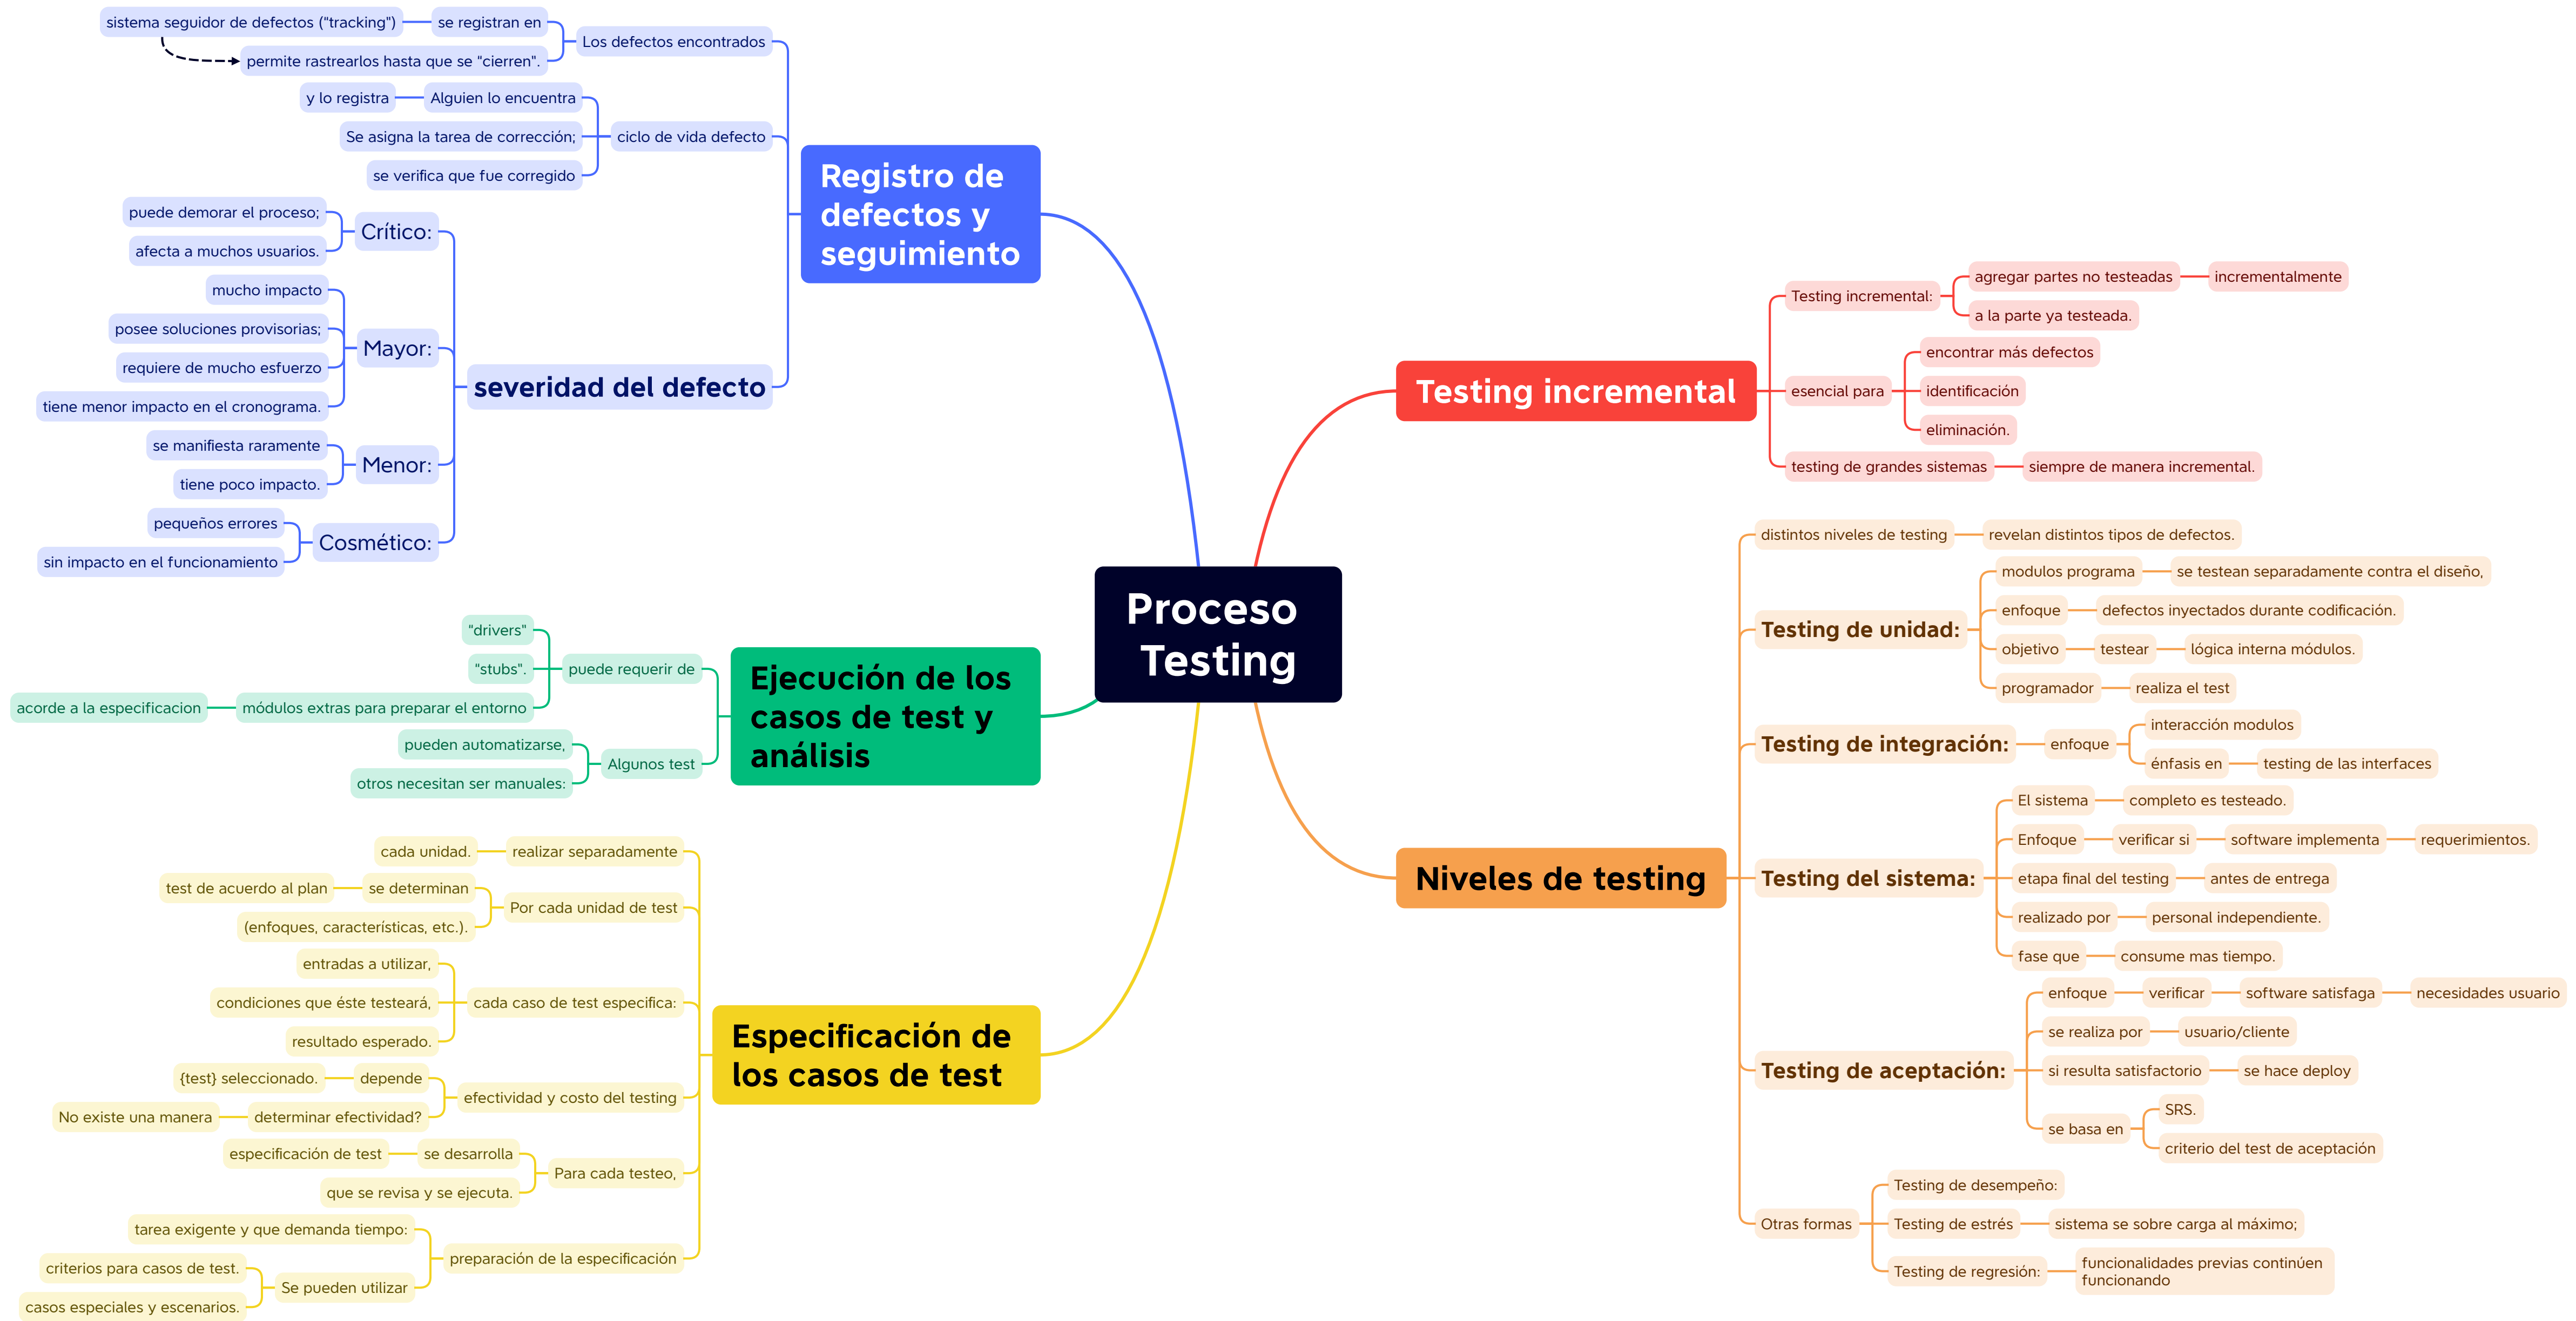 Proceso
Testing
Testing incremental
Testing incremental:
agregar partes no testeadas
incrementalmente
a la parte ya testeada.
esencial para
encontrar más defectos
identificación
eliminación.
testing de grandes sistemas
siempre de manera incremental.
Niveles de testing
distintos niveles de testing
revelan distintos tipos de defectos.
Testing de unidad:
modulos programa
se testean separadamente contra el diseño,
enfoque
defectos inyectados durante codificación.
objetivo
testear
lógica interna módulos.
programador
realiza el test
Testing de integración:
enfoque
interacción modulos
énfasis en
testing de las interfaces
Testing del sistema:
El sistema
completo es testeado.
Enfoque
verificar si
software implementa
requerimientos.
etapa final del testing
antes de entrega
realizado por
personal independiente.
fase que
consume mas tiempo.
Testing de aceptación:
enfoque
verificar
software satisfaga
necesidades usuario
se realiza por
usuario/cliente
si resulta satisfactorio
se hace deploy
se basa en
SRS.
criterio del test de aceptación
Otras formas
Testing de desempeño:
Testing de estrés
sistema se sobre carga al máximo;
Testing de regresión:
funcionalidades previas continúen
funcionando
Registro de
defectos y
seguimiento
Los defectos encontrados
se registran en
sistema seguidor de defectos ("tracking")
permite rastrearlos hasta que se "cierren".
ciclo de vida defecto
Alguien lo encuentra
y lo registra
Se asigna la tarea de corrección;
se verifica que fue corregido
severidad del defecto
Crítico:
puede demorar el proceso;
afecta a muchos usuarios.
Mayor:
mucho impacto
posee soluciones provisorias;
requiere de mucho esfuerzo
tiene menor impacto en el cronograma.
Menor:
se manifiesta raramente
tiene poco impacto.
Cosmético:
pequeños errores
sin impacto en el funcionamiento
Ejecución de los
casos de test y
análisis
puede requerir de
"drivers"
"stubs".
módulos extras para preparar el entorno
acorde a la especificacion
Algunos test
pueden automatizarse,
otros necesitan ser manuales:
Especificación de
los casos de test
realizar separadamente
cada unidad.
Por cada unidad de test
se determinan
test de acuerdo al plan
(enfoques, características, etc.).
cada caso de test especifica:
entradas a utilizar,
condiciones que éste testeará,
resultado esperado.
efectividad y costo del testing
depende
{test} seleccionado.
determinar efectividad?
No existe una manera
Para cada testeo,
se desarrolla
especificación de test
que se revisa y se ejecuta.
preparación de la especificación
tarea exigente y que demanda tiempo:
Se pueden utilizar
criterios para casos de test.
casos especiales y escenarios.